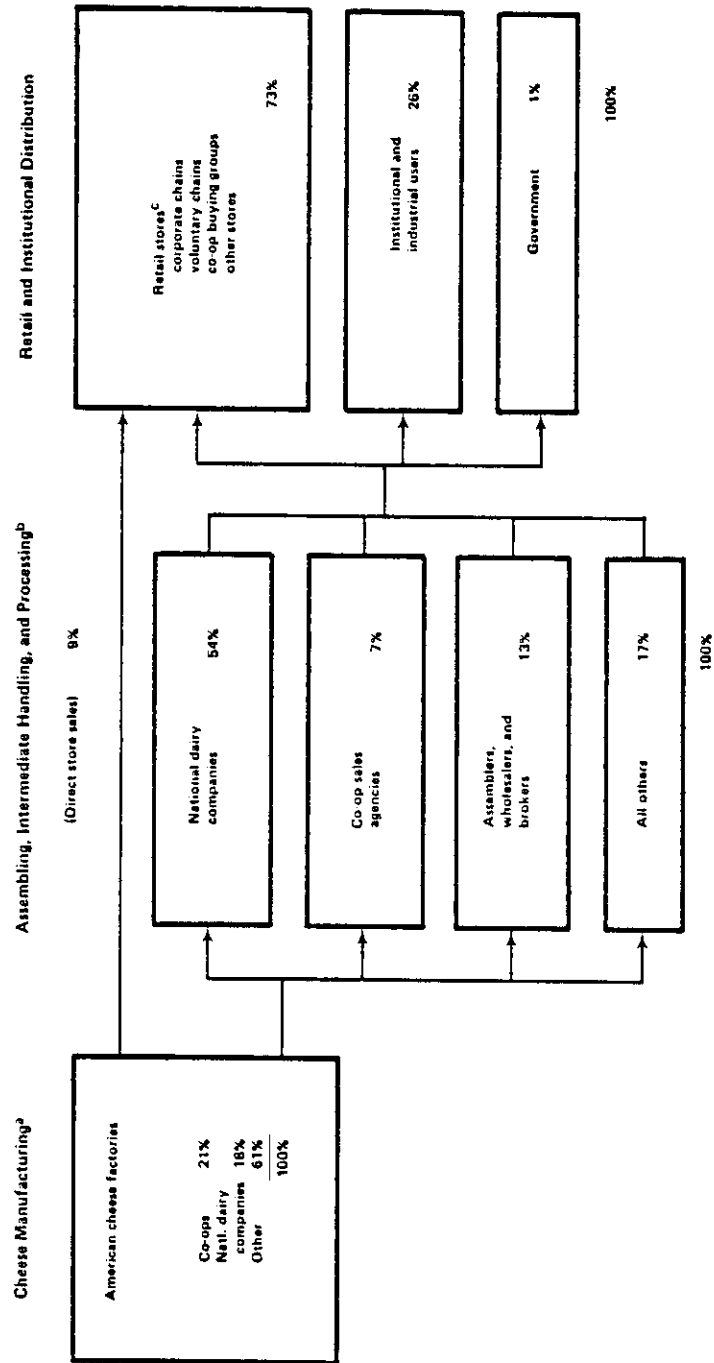 Cheese Manufacturing^a
American cheese factories
Co-ops 21%
Natl. dairy
companies 18%
Other 61%
100%
Assembling, Intermediate Handling, and Processing^b
(Direct store sales) 9%
National dairy
companies 54%
Co-op sales
agencies 7%
Assemblers,
wholesalers, and
brokers 13%
All others 17%
100%
Retail and Institutional Distribution
Retail stores^c
corporate chains
voluntary chains
co-op buying groups
other stores
73%
Institutional and
industrial users 26%
Government 1%
100%